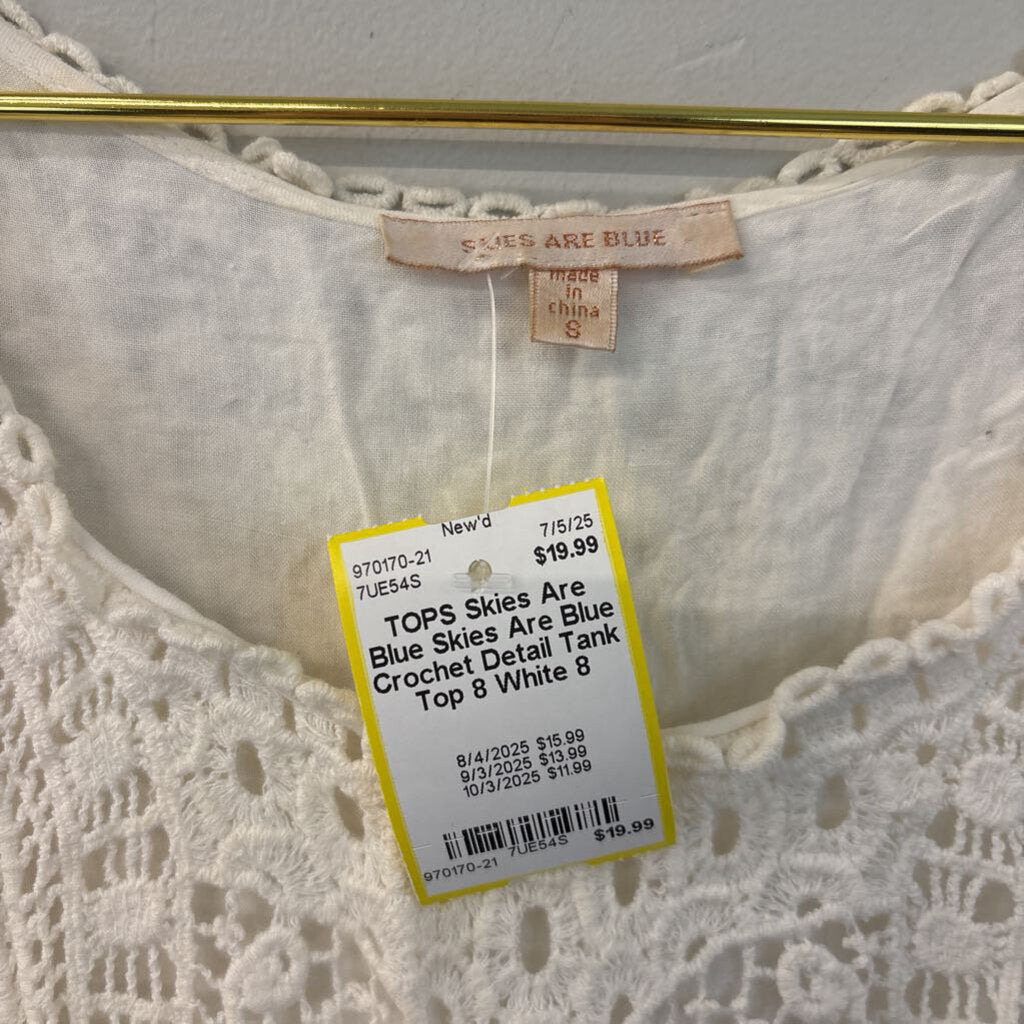 SKIES ARE BLUE
made
in
china
S
New'd
7/5/25
970170-21
$19.99
7UE54S
TOPS Skies Are
Blue Skies Are Blue
Crochet Detail Tank
Top 8 White 8
8/4/2025 $15.99
9/3/2025 $13.99
10/3/2025 $11.99
970170-21 7UE54S $19.99